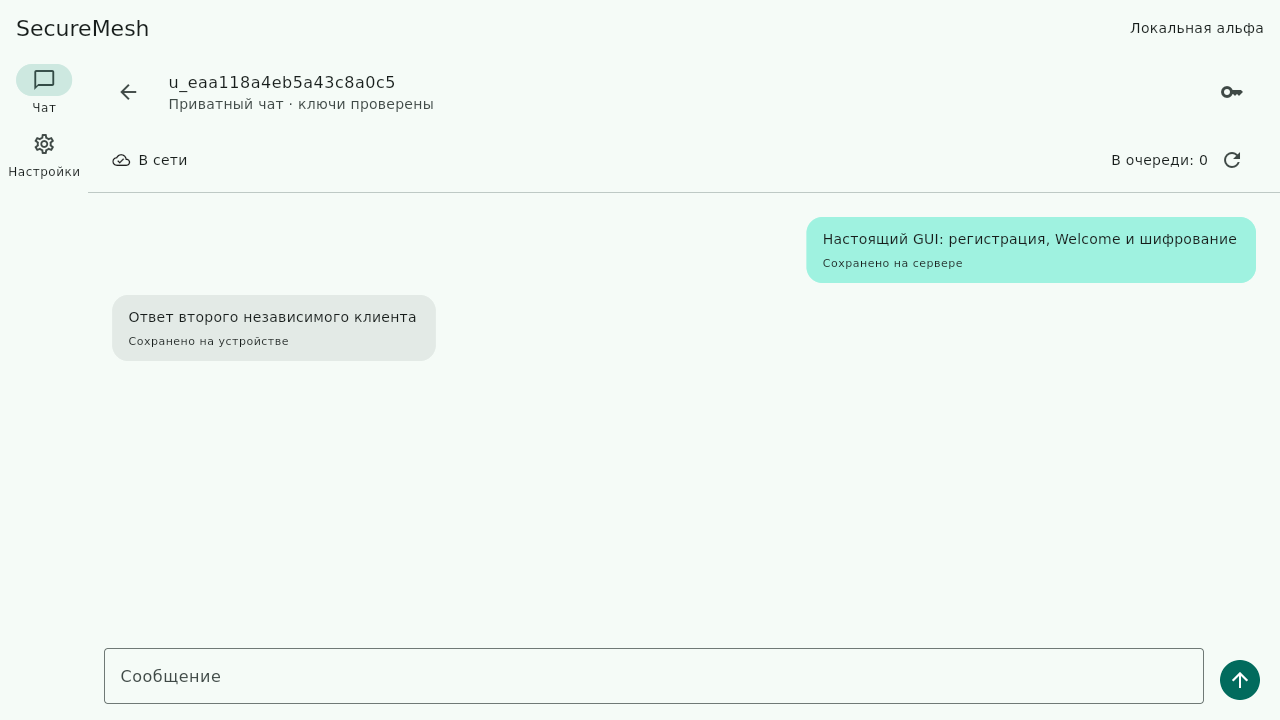 SecureMesh
Локальная альфа
Чат
Настройки
u_eaa118a4eb5a43c8a0c5
Приватный чат · ключи проверены
В сети
В очереди: 0
Настоящий GUI: регистрация, Welcome и шифрование
Сохранено на сервере
Ответ второго независимого клиента
Сохранено на устройстве
Сообщение